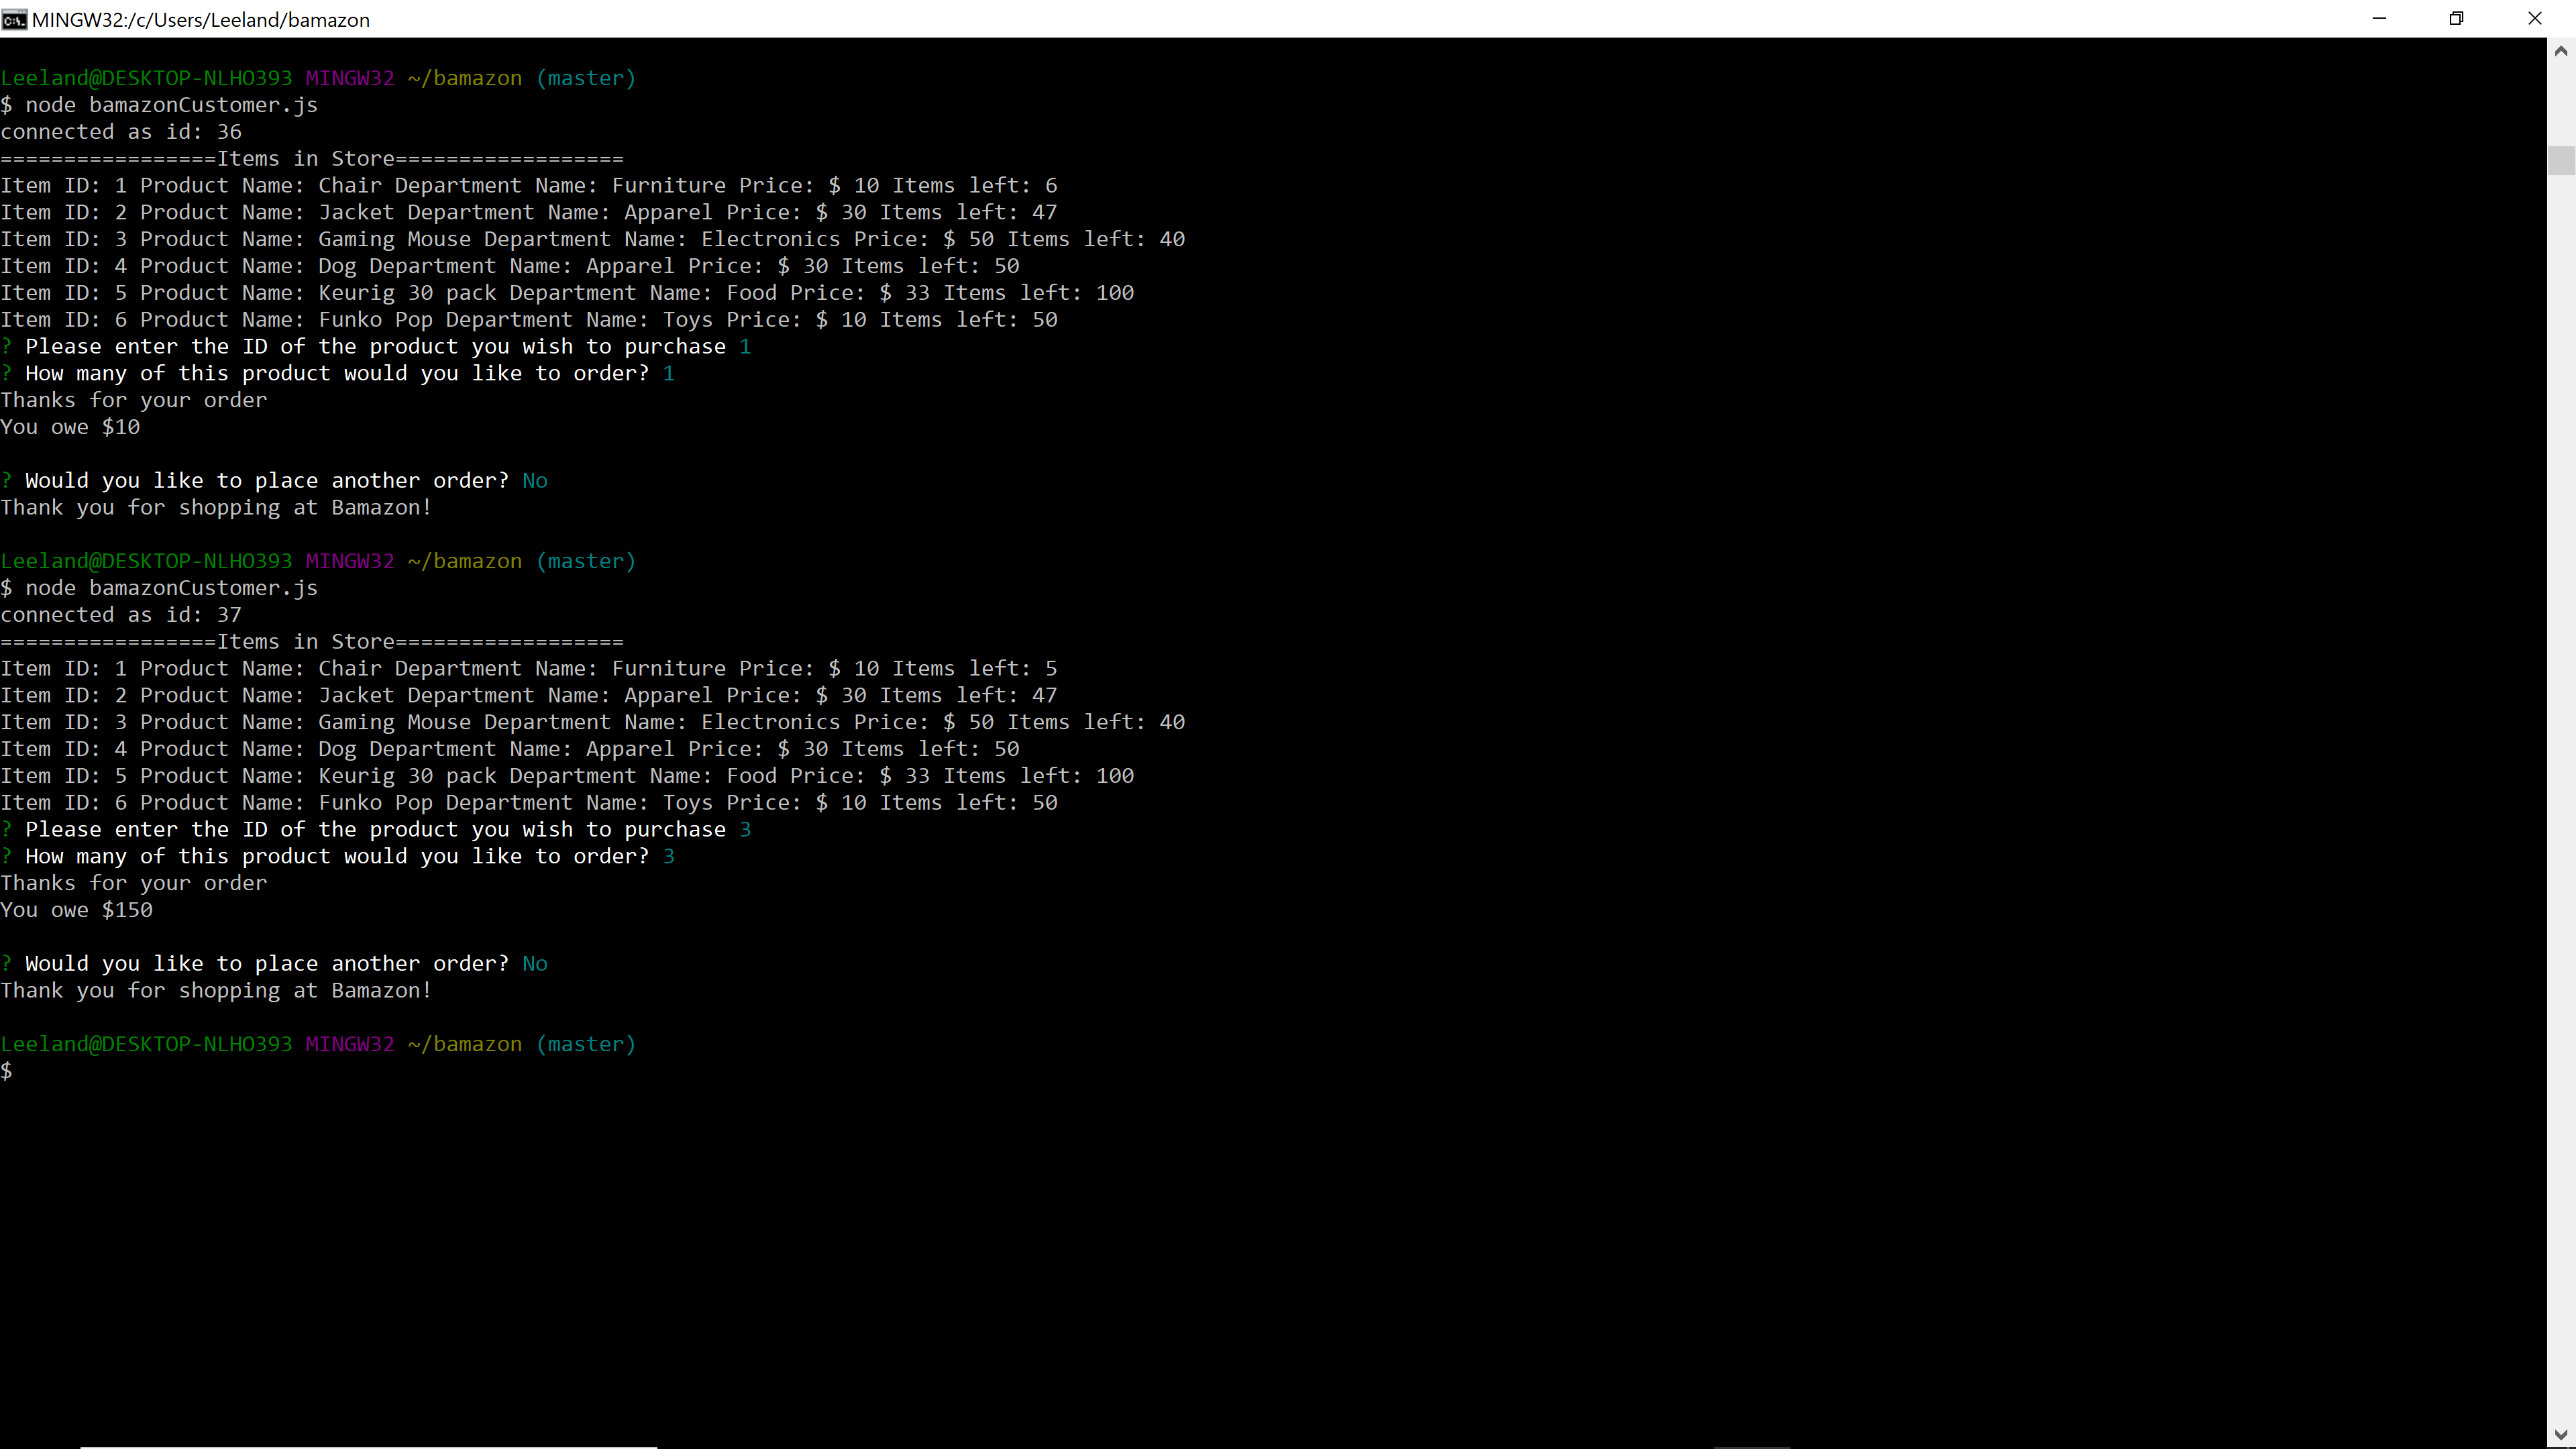 MINGW32:/c/Users/Leeland/bamazon
Leeland@DESKTOP-NLHO393 MINGW32 ~/bamazon (master)
$ node bamazonCustomer.js
connected as id: 36
=================Items in Store==================
Item ID: 1 Product Name: Chair Department Name: Furniture Price: $ 10 Items left: 6
Item ID: 2 Product Name: Jacket Department Name: Apparel Price: $ 30 Items left: 47
Item ID: 3 Product Name: Gaming Mouse Department Name: Electronics Price: $ 50 Items left: 40
Item ID: 4 Product Name: Dog Department Name: Apparel Price: $ 30 Items left: 50
Item ID: 5 Product Name: Keurig 30 pack Department Name: Food Price: $ 33 Items left: 100
Item ID: 6 Product Name: Funko Pop Department Name: Toys Price: $ 10 Items left: 50
? Please enter the ID of the product you wish to purchase 1
? How many of this product would you like to order? 1
Thanks for your order
You owe $10
? Would you like to place another order? No
Thank you for shopping at Bamazon!
Leeland@DESKTOP-NLHO393 MINGW32 ~/bamazon (master)
$ node bamazonCustomer.js
connected as id: 37
=================Items in Store==================
Item ID: 1 Product Name: Chair Department Name: Furniture Price: $ 10 Items left: 5
Item ID: 2 Product Name: Jacket Department Name: Apparel Price: $ 30 Items left: 47
Item ID: 3 Product Name: Gaming Mouse Department Name: Electronics Price: $ 50 Items left: 40
Item ID: 4 Product Name: Dog Department Name: Apparel Price: $ 30 Items left: 50
Item ID: 5 Product Name: Keurig 30 pack Department Name: Food Price: $ 33 Items left: 100
Item ID: 6 Product Name: Funko Pop Department Name: Toys Price: $ 10 Items left: 50
? Please enter the ID of the product you wish to purchase 3
? How many of this product would you like to order? 3
Thanks for your order
You owe $150
? Would you like to place another order? No
Thank you for shopping at Bamazon!
Leeland@DESKTOP-NLHO393 MINGW32 ~/bamazon (master)
$